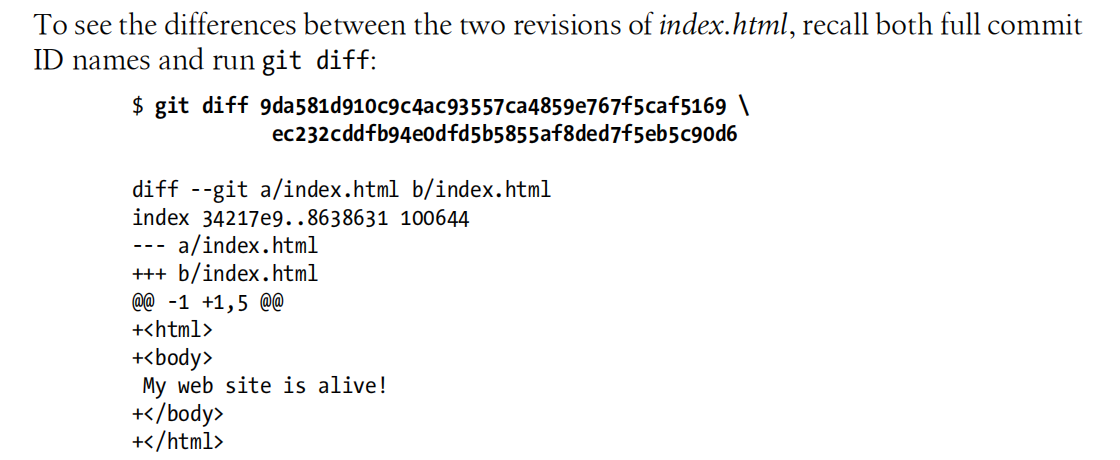 To see the differences between the two revisions of index.html, recall both full commit
ID names and run git diff:
$ git diff 9da581d910c9c4ac93557ca4859e767f5caf5169 \
ec232cddfb94e0dfd5b5855af8ded7f5eb5c90d6
diff --git a/index.html b/index.html
index 34217e9..8638631 100644
--- a/index.html
+++ b/index.html
@@ -1 +1,5 @@
+<html>
+<body>
 My web site is alive!
+</body>
+</html>